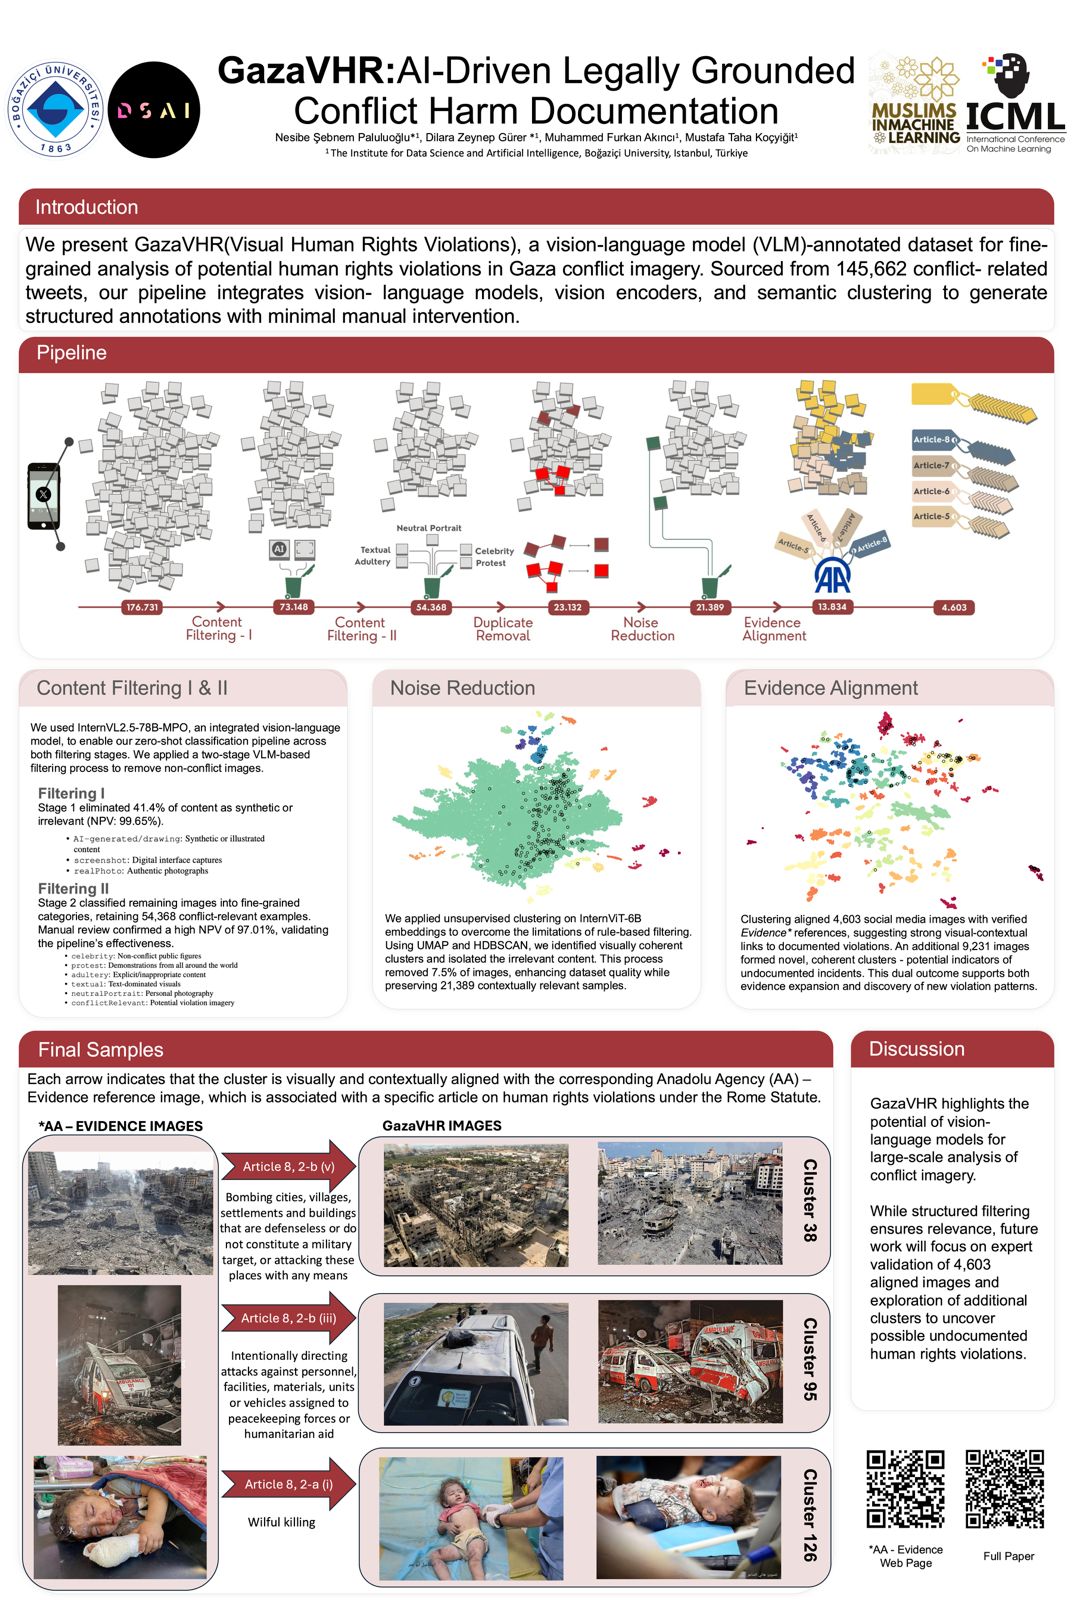 GazaVHR:AI-Driven Legally Grounded
Conflict Harm Documentation
Nesibe Şebnem Paluluoğlu*¹, Dilara Zeynep Gürer *¹, Muhammed Furkan Akıncı¹, Mustafa Taha Koçyiğit¹
¹ The Institute for Data Science and Artificial Intelligence, Boğaziçi University, Istanbul, Türkiye
BOĞAZİÇİ ÜNİVERSİTESİ
1863
DSAI
MUSLIMS
IN MACHINE
LEARNING
ICML
International Conference
On Machine Learning
Introduction
We present GazaVHR(Visual Human Rights Violations), a vision-language model (VLM)-annotated dataset for fine-
grained analysis of potential human rights violations in Gaza conflict imagery. Sourced from 145,662 conflict- related
tweets, our pipeline integrates vision- language models, vision encoders, and semantic clustering to generate
structured annotations with minimal manual intervention.
Pipeline
X
AI
Neutral Portrait
Textual
Adultery
Celebrity
Protest
Article-5
Article-6
Article-7
Article-8
AA
Article-8
Article-7
Article-6
Article-5
176.731
73.148
54.368
23.132
21.389
13.834
4.603
Content
Filtering - I
Content
Filtering - II
Duplicate
Removal
Noise
Reduction
Evidence
Alignment
Content Filtering I & II
We used InternVL2.5-78B-MPO, an integrated vision-language
model, to enable our zero-shot classification pipeline across
both filtering stages. We applied a two-stage VLM-based
filtering process to remove non-conflict images.
Filtering I
Stage 1 eliminated 41.4% of content as synthetic or
irrelevant (NPV: 99.65%).
• AI-generated/drawing: Synthetic or illustrated
content
• screenshot: Digital interface captures
• realPhoto: Authentic photographs
Filtering II
Stage 2 classified remaining images into fine-grained
categories, retaining 54,368 conflict-relevant examples.
Manual review confirmed a high NPV of 97.01%, validating
the pipeline's effectiveness.
• celebrity: Non-conflict public figures
• protest: Demonstrations from all around the world
• adultery: Explicit/inappropriate content
• textual: Text-dominated visuals
• neutralPortrait: Personal photography
• conflictRelevant: Potential violation imagery
Noise Reduction
We applied unsupervised clustering on InternViT-6B
embeddings to overcome the limitations of rule-based filtering.
Using UMAP and HDBSCAN, we identified visually coherent
clusters and isolated the irrelevant content. This process
removed 7.5% of images, enhancing dataset quality while
preserving 21,389 contextually relevant samples.
Evidence Alignment
Clustering aligned 4,603 social media images with verified
Evidence* references, suggesting strong visual-contextual
links to documented violations. An additional 9,231 images
formed novel, coherent clusters - potential indicators of
undocumented incidents. This dual outcome supports both
evidence expansion and discovery of new violation patterns.
Final Samples
Each arrow indicates that the cluster is visually and contextually aligned with the corresponding Anadolu Agency (AA) –
Evidence reference image, which is associated with a specific article on human rights violations under the Rome Statute.
*AA – EVIDENCE IMAGES
GazaVHR IMAGES
Article 8, 2-b (v)
Bombing cities, villages,
settlements and buildings
that are defenseless or do
not constitute a military
target, or attacking these
places with any means
Cluster 38
Article 8, 2-b (iii)
Intentionally directing
attacks against personnel,
facilities, materials, units
or vehicles assigned to
peacekeeping forces or
humanitarian aid
Cluster 95
Article 8, 2-a (i)
Wilful killing
Cluster 126
Discussion
GazaVHR highlights the
potential of vision-
language models for
large-scale analysis of
conflict imagery.
While structured filtering
ensures relevance, future
work will focus on expert
validation of 4,603
aligned images and
exploration of additional
clusters to uncover
possible undocumented
human rights violations.
*AA - Evidence
Web Page
Full Paper